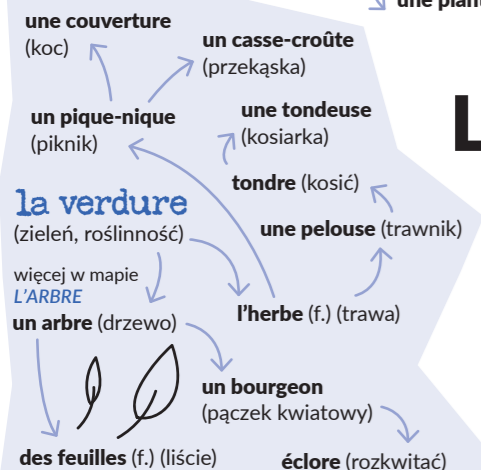 une plant
une couverture
(koc)
un casse-croûte
(przekąska)
un pique-nique
(piknik)
une tondeuse
(kosiarka)
L
tondre (kosić)
la verdure
(zieleń, roślinność)
une pelouse (trawnik)
więcej w mapie
L'ARBRE
un arbre (drzewo)
l'herbe (f.) (trawa)
un bourgeon
(pączek kwiatowy)
des feuilles (f.) (liście)
éclore (rozkwitać)